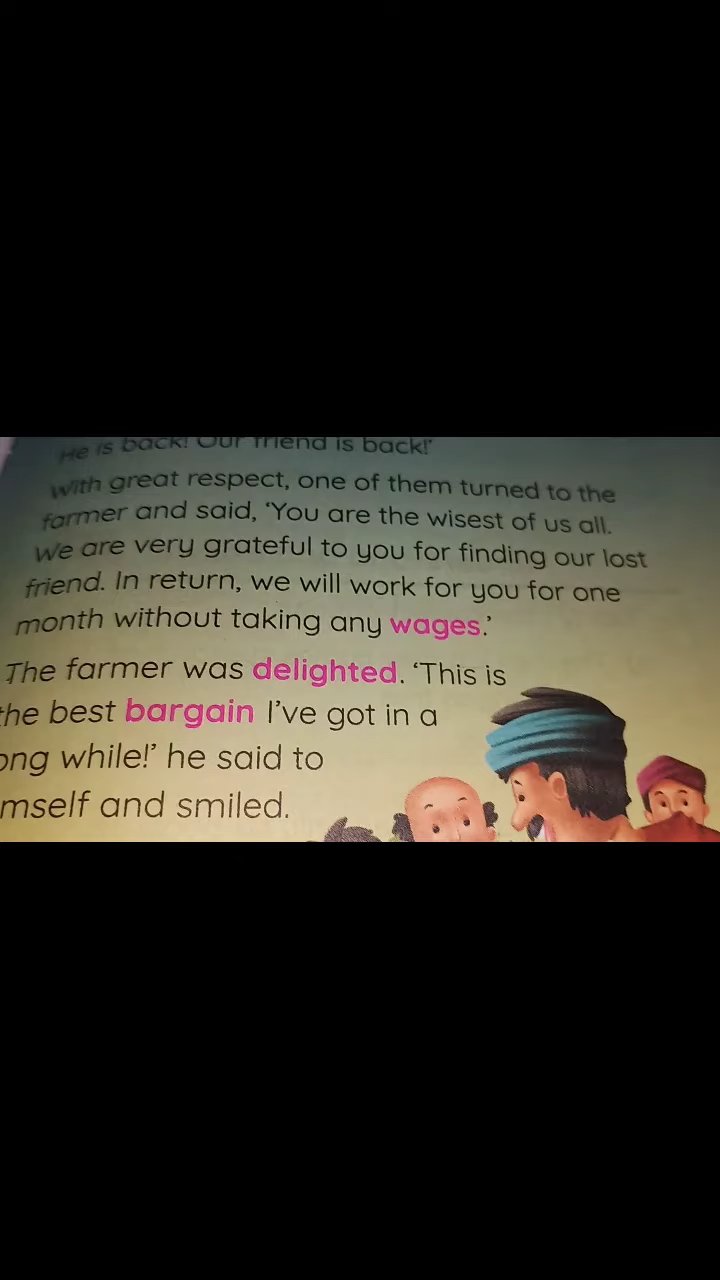 He is back! Our friend is back!'
With great respect, one of them turned to the
farmer and said, 'You are the wisest of us all.
We are very grateful to you for finding our lost
friend. In return, we will work for you for one
month without taking any wages.'
The farmer was delighted. 'This is
the best bargain I've got in a
ong while!' he said to
mself and smiled.